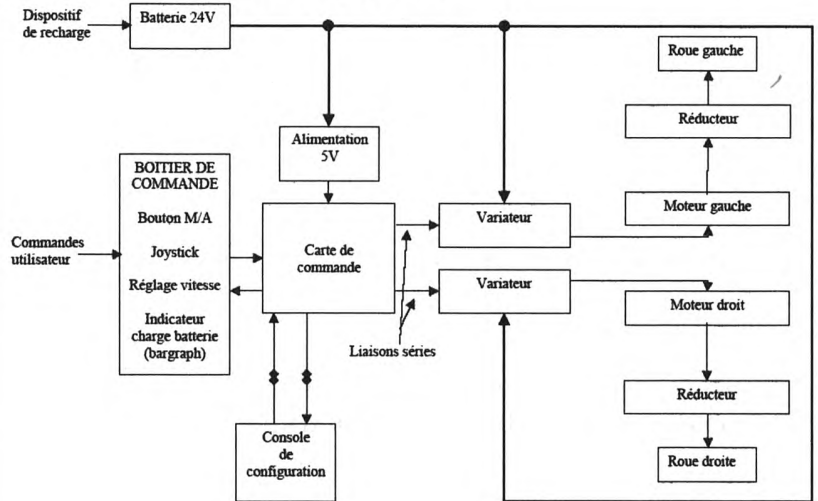 Dispositif
de recharge
Batterie 24V
Roue gauche
Réducteur
Alimentation
5V
BOITIER DE
COMMANDE
Bouton M/A
Joystick
Réglage vitesse
Indicateur
charge batterie
(bargraph)
Commandes
utilisateur
Carte de
commande
Variateur
Moteur gauche
Variateur
Moteur droit
Liaisons séries
Réducteur
Console
de
configuration
Roue droite